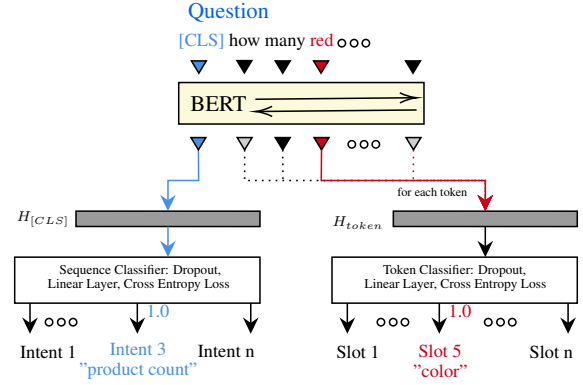 Question
[CLS] how many red
BERT
for each token
H[CLS]
Htoken
Sequence Classifier: Dropout,
Linear Layer, Cross Entropy Loss
Token Classifier: Dropout,
Linear Layer, Cross Entropy Loss
1.0
1.0
Intent 1
Intent 3
"product count"
Intent n
Slot 1
Slot 5
"color"
Slot n